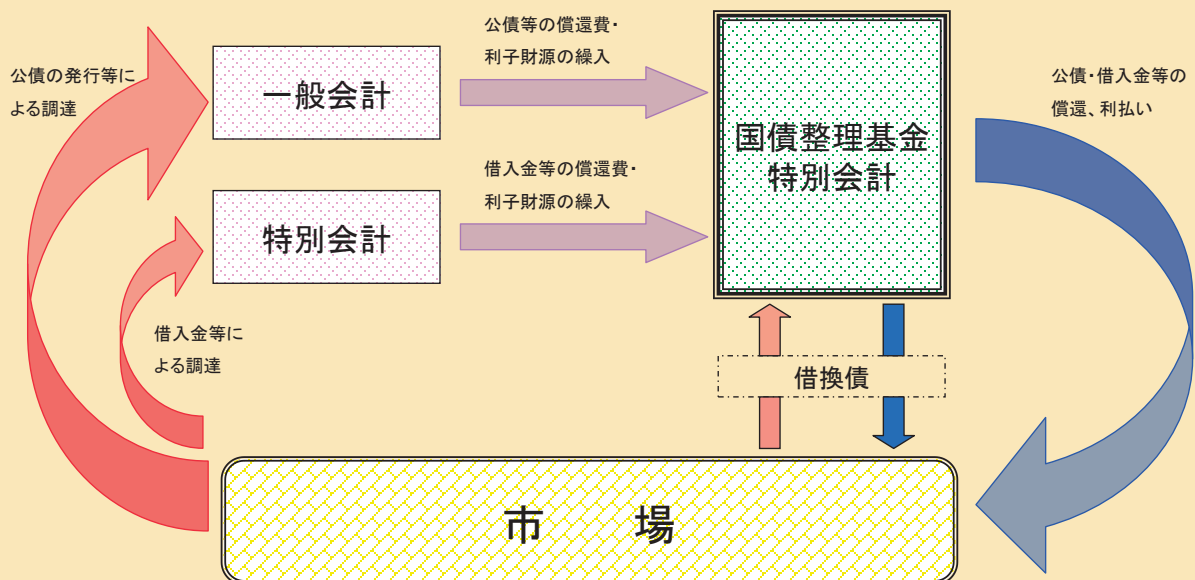 公債の発行等に
よる調達
一般会計
公債等の償還費・
利子財源の繰入
国債整理基金
特別会計
公債・借入金等の
償還、利払い
特別会計
借入金等の償還費・
利子財源の繰入
借入金等に
よる調達
借換債
市　場